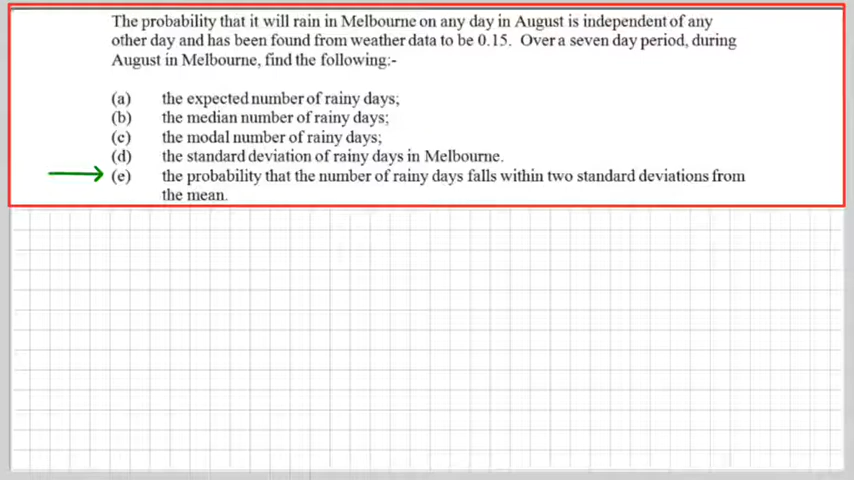 The probability that it will rain in Melbourne on any day in August is independent of any
other day and has been found from weather data to be 0.15. Over a seven day period, during
August in Melbourne, find the following:-
(a) the expected number of rainy days;
(b) the median number of rainy days;
(c) the modal number of rainy days;
(d) the standard deviation of rainy days in Melbourne.
(e) the probability that the number of rainy days falls within two standard deviations from
the mean.